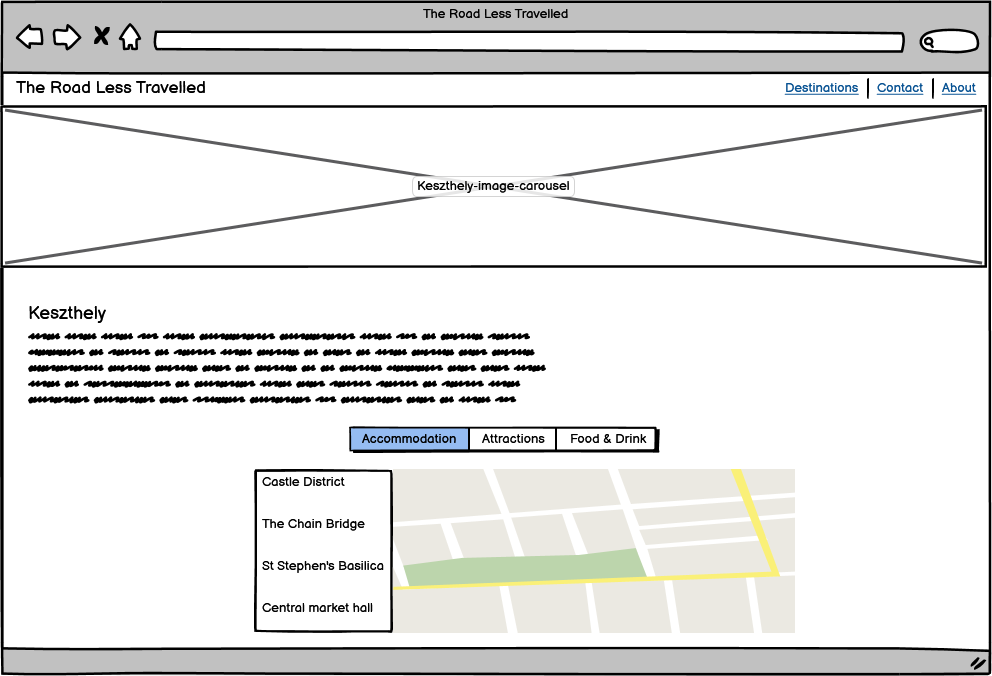 The Road Less Travelled
The Road Less Travelled
Destinations
Contact
About
Keszthely-image-carousel
Keszthely
Accommodation
Attractions
Food & Drink
Castle District
The Chain Bridge
St Stephen's Basilica
Central market hall